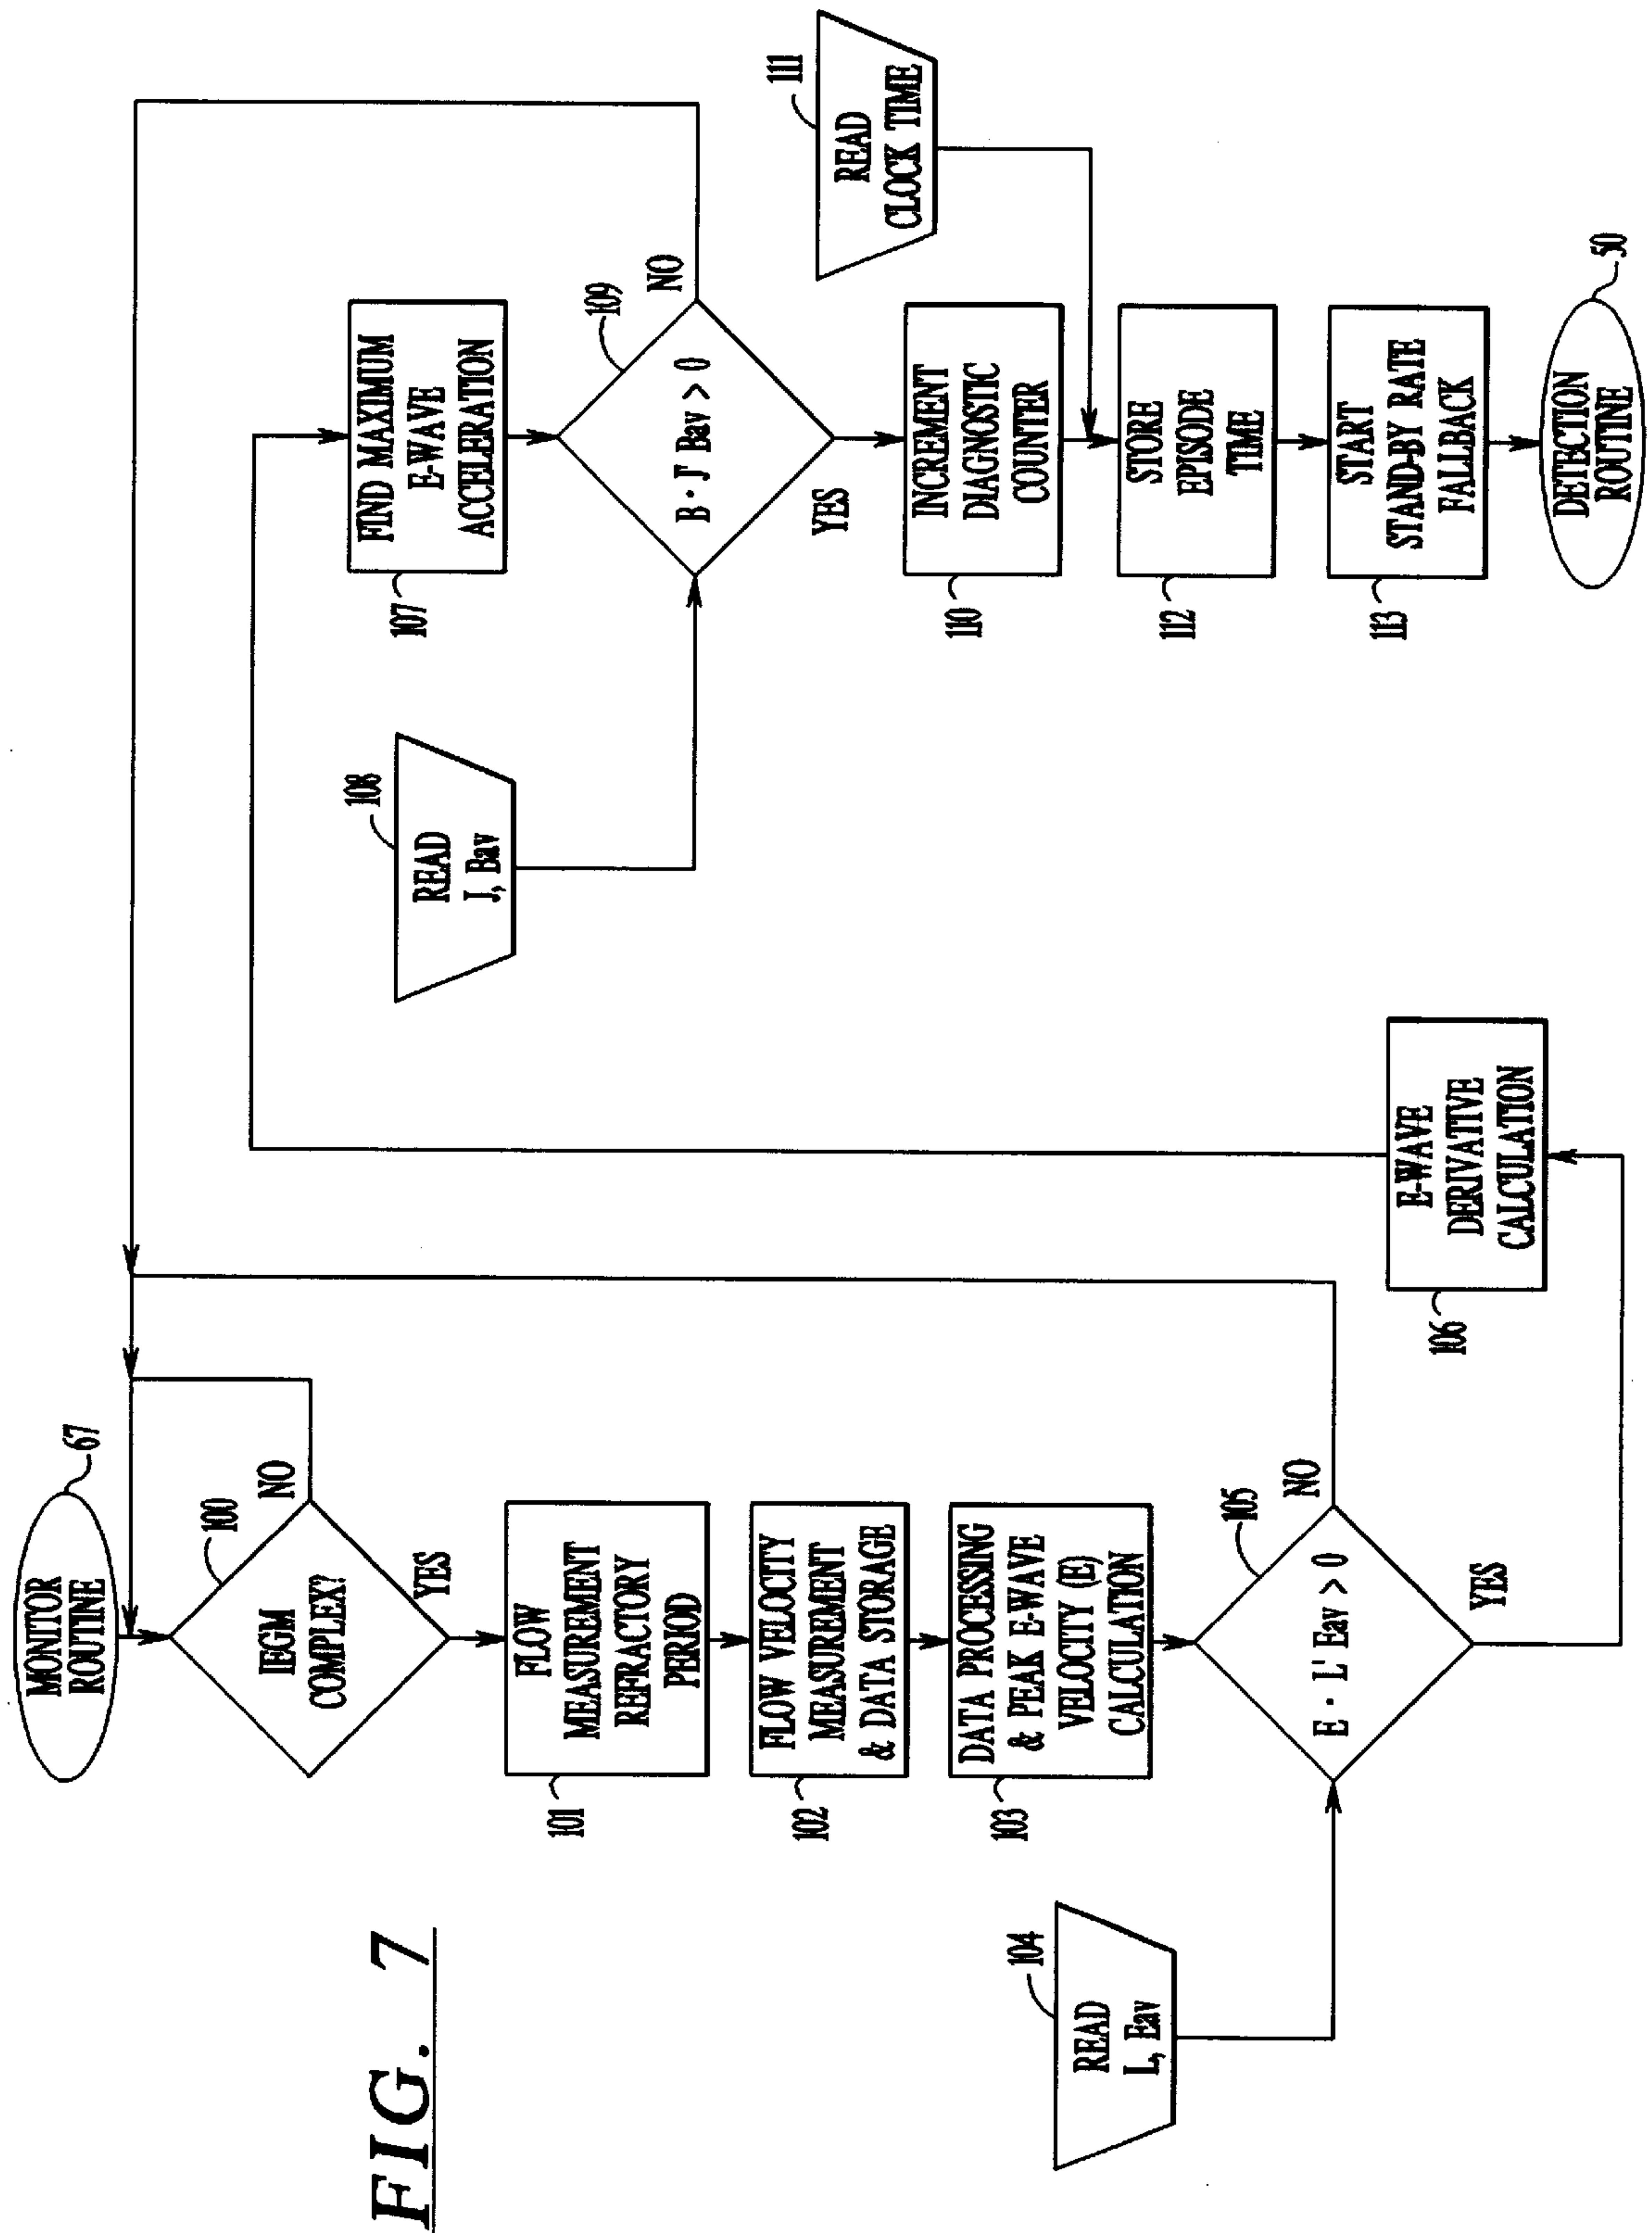 FIG. 7
MONITOR
ROUTINE
67
IEGM
COMPLEX?
100
NO
YES
FLOW
MEASUREMENT
REFRACTORY
PERIOD
101
FLOW VELOCITY
MEASUREMENT
& DATA STORAGE
102
DATA PROCESSING
& PEAK E-WAVE
VELOCITY (E)
CALCULATION
103
READ
L, Eav
104
E · L' Eav > 0
105
NO
YES
E-WAVE
DERIVATIVE
CALCULATION
106
FIND MAXIMUM
E-WAVE
ACCELERATION
107
READ
J, Bav
108
B · J' Bav > 0
109
NO
YES
INCREMENT
DIAGNOSTIC
COUNTER
110
READ
CLOCK TIME
111
STORE
EPISODE
TIME
112
START
STAND-BY RATE
FALLBACK
113
DETECTION
ROUTINE
50